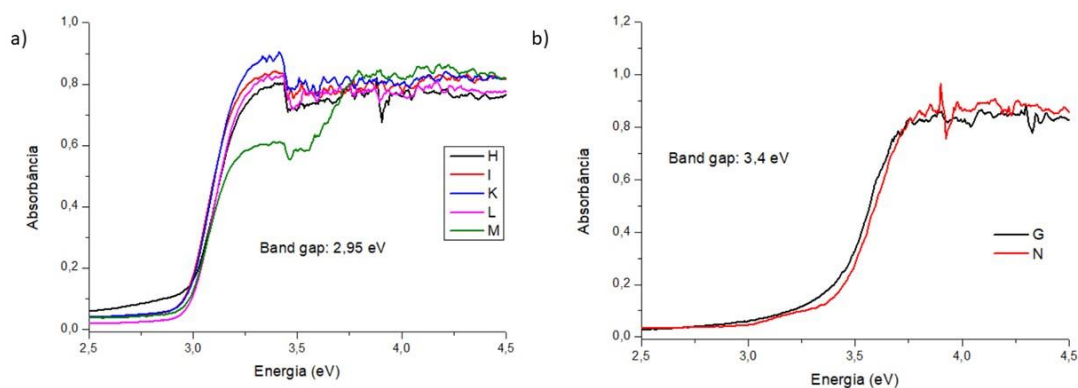 a)
1,0
0,8
0,6
0,4
0,2
0,0
Absorbância
H
I
K
L
M
Band gap: 2,95 eV
2,5
3,0
3,5
4,0
4,5
Energia (eV)
b)
1,2
1,0
0,8
0,6
0,4
0,2
0,0
Absorbância
Band gap: 3,4 eV
G
N
2,5
3,0
3,5
4,0
4,5
Energia (eV)